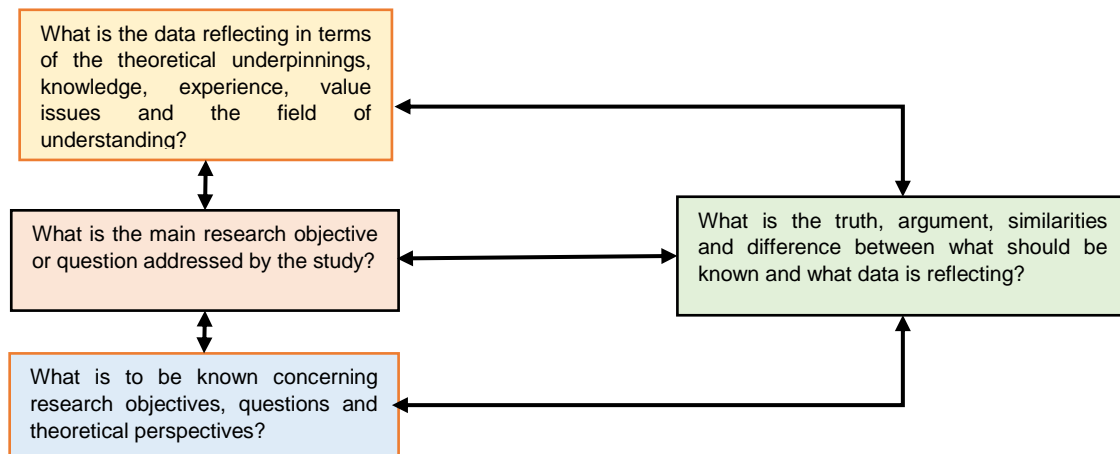 What is the data reflecting in terms
of the theoretical underpinnings,
knowledge, experience, value
issues and the field of
understanding?
What is the main research objective
or question addressed by the study?
What is the truth, argument, similarities
and difference between what should be
known and what data is reflecting?
What is to be known concerning
research objectives, questions and
theoretical perspectives?